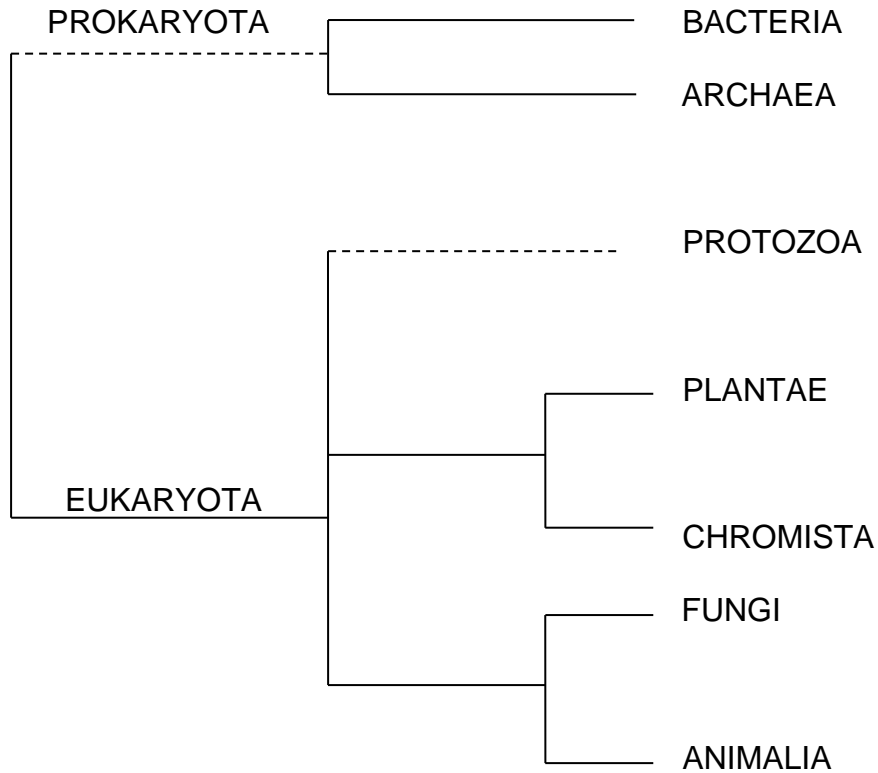 PROKARYOTA
BACTERIA
ARCHAEA
PROTOZOA
PLANTAE
EUKARYOTA
CHROMISTA
FUNGI
ANIMALIA